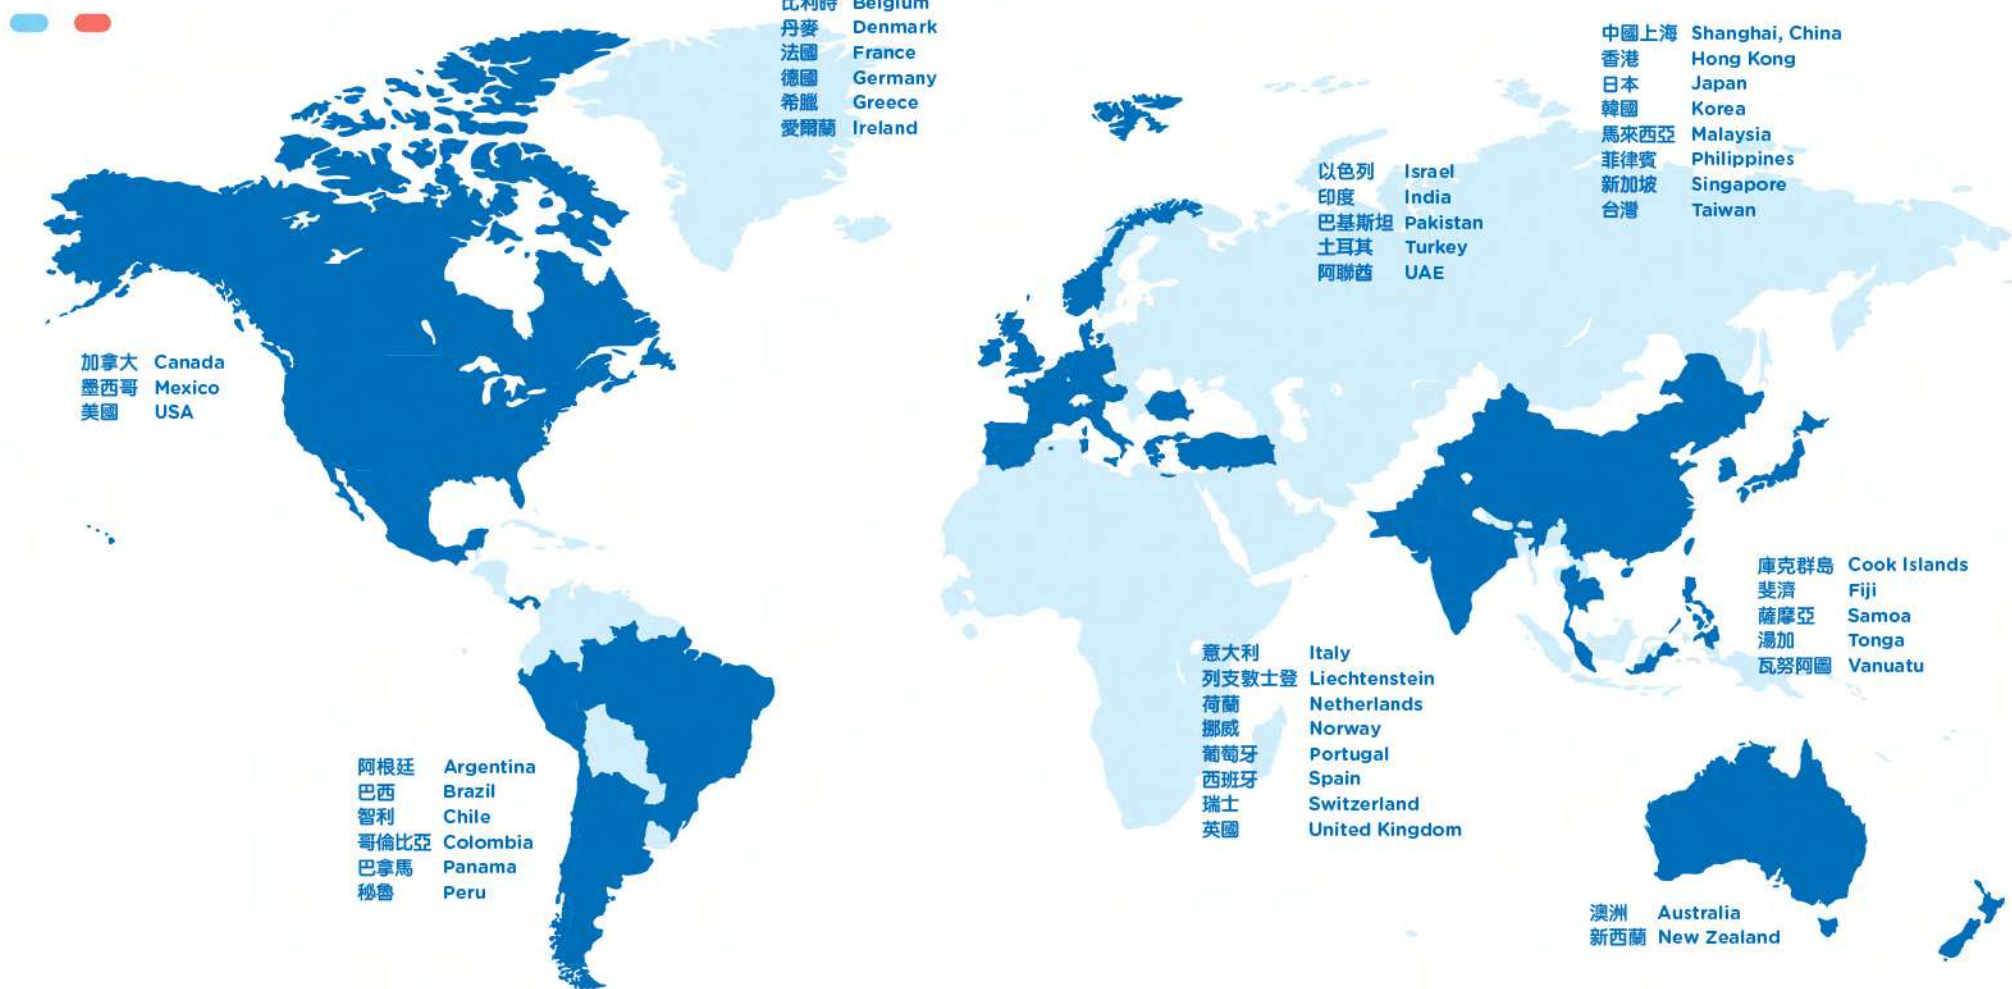 比利時 Belgium
丹麥 Denmark
法國 France
德國 Germany
希臘 Greece
愛爾蘭 Ireland
中國上海 Shanghai, China
香港 Hong Kong
日本 Japan
韓國 Korea
馬來西亞 Malaysia
菲律賓 Philippines
新加坡 Singapore
台灣 Taiwan
以色列 Israel
印度 India
巴基斯坦 Pakistan
土耳其 Turkey
阿聯酋 UAE
加拿大 Canada
墨西哥 Mexico
美國 USA
庫克群島 Cook Islands
斐濟 Fiji
薩摩亞 Samoa
湯加 Tonga
瓦努阿圖 Vanuatu
意大利 Italy
列支敦士登 Liechtenstein
荷蘭 Netherlands
挪威 Norway
葡萄牙 Portugal
西班牙 Spain
瑞士 Switzerland
英國 United Kingdom
阿根廷 Argentina
巴西 Brazil
智利 Chile
哥倫比亞 Colombia
巴拿馬 Panama
秘魯 Peru
澳洲 Australia
新西蘭 New Zealand